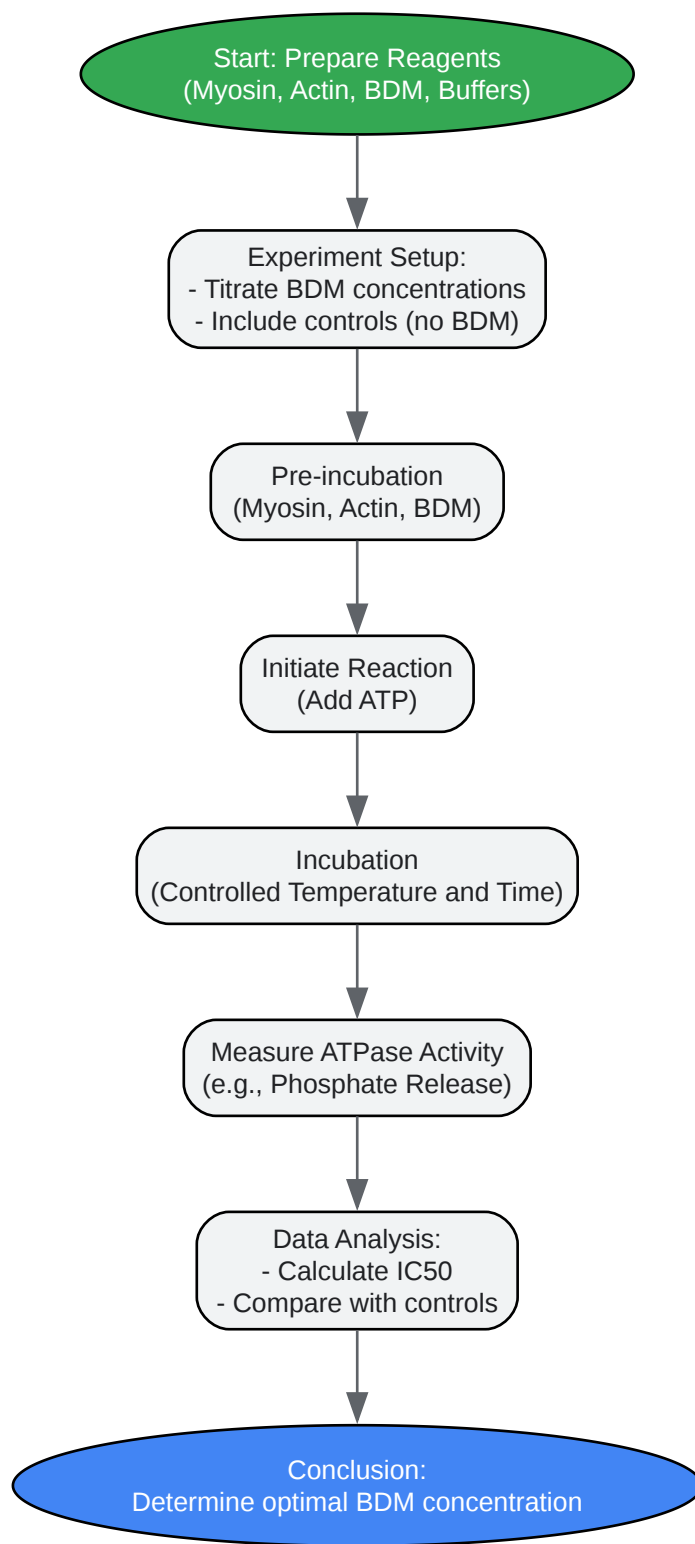 Start: Prepare Reagents
(Myosin, Actin, BDM, Buffers)
Experiment Setup:
- Titrate BDM concentrations
- Include controls (no BDM)
Pre-incubation
(Myosin, Actin, BDM)
Initiate Reaction
(Add ATP)
Incubation
(Controlled Temperature and Time)
Measure ATPase Activity
(e.g., Phosphate Release)
Data Analysis:
- Calculate IC50
- Compare with controls
Conclusion:
Determine optimal BDM concentration